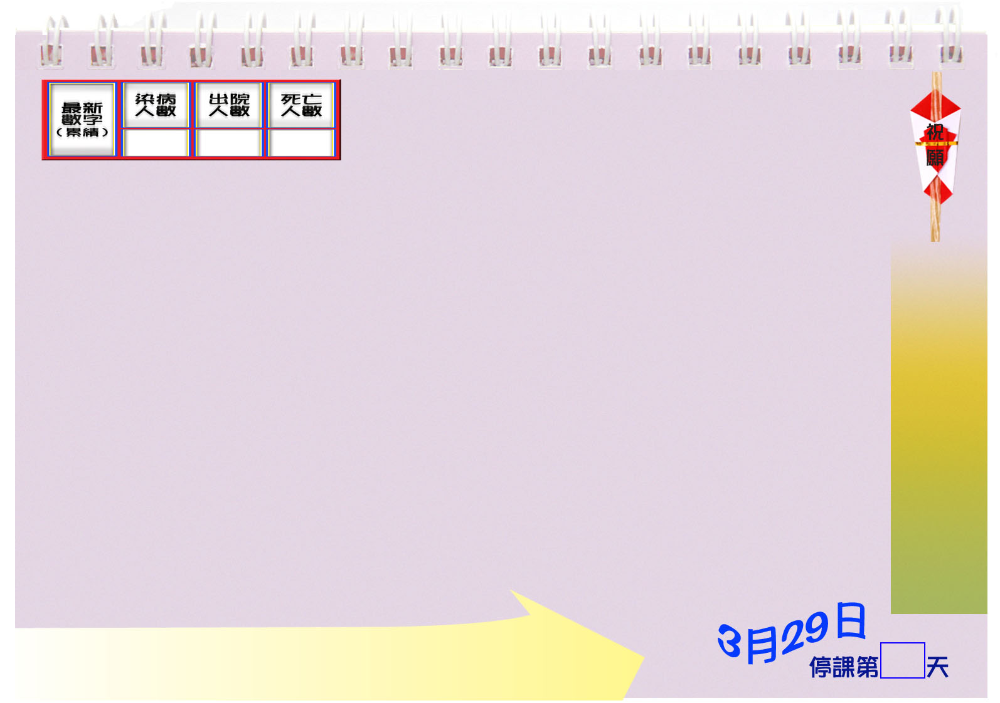 最新
數字
(累績)
染病
人數
出院
人數
死亡
人數
祝
願
3月29日
停課第 天